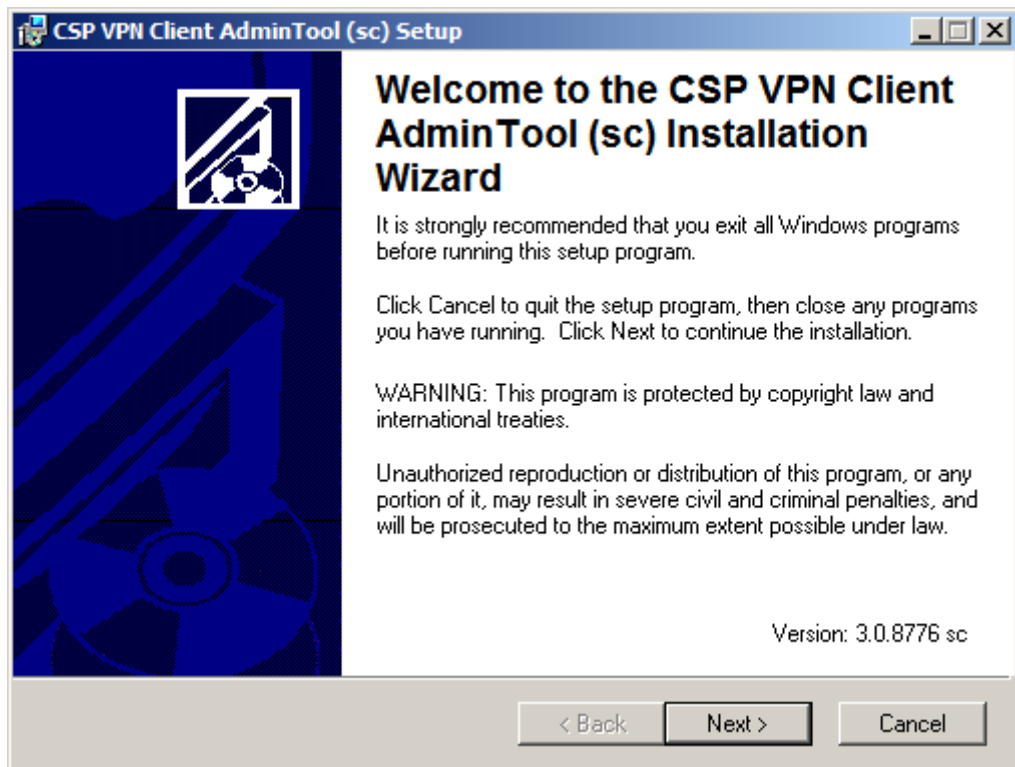 CSP VPN Client AdminTool (sc) Setup
Welcome to the CSP VPN Client
AdminTool (sc) Installation
Wizard
It is strongly recommended that you exit all Windows programs
before running this setup program.
Click Cancel to quit the setup program, then close any programs
you have running.  Click Next to continue the installation.
WARNING: This program is protected by copyright law and
international treaties.
Unauthorized reproduction or distribution of this program, or any
portion of it, may result in severe civil and criminal penalties, and
will be prosecuted to the maximum extent possible under law.
Version: 3.0.8776 sc
< Back Next > Cancel